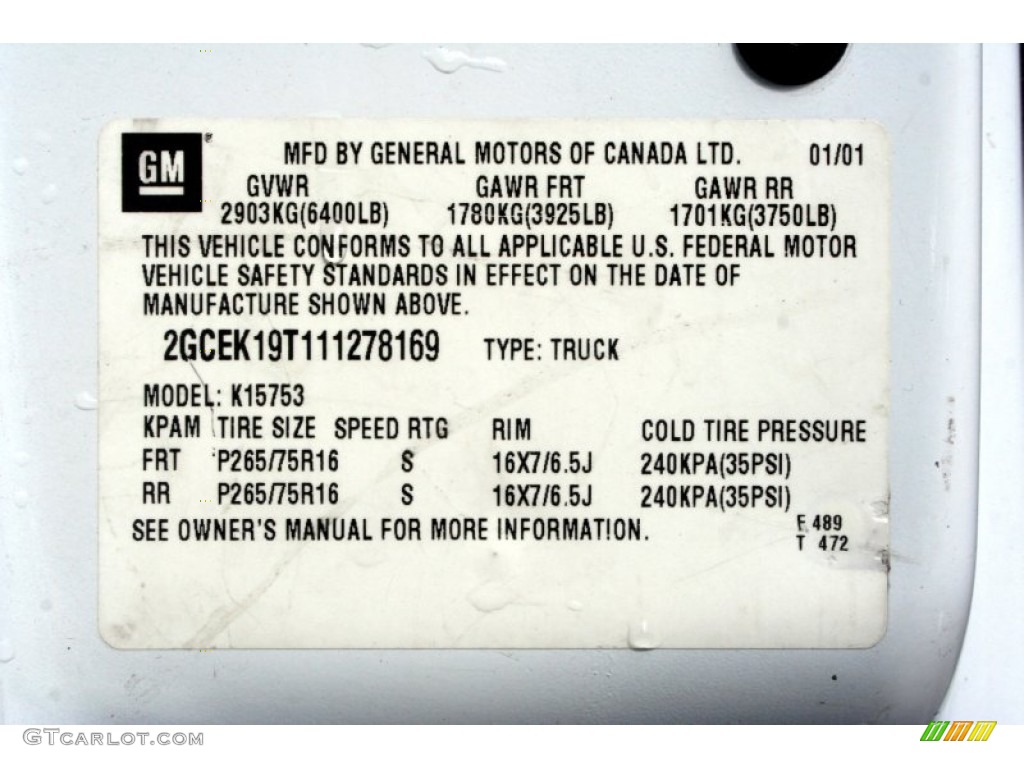 GM® MFD BY GENERAL MOTORS OF CANADA LTD. 01/01
GVWR GAWR FRT GAWR RR
2903KG(6400LB) 1780KG(3925LB) 1701KG(3750LB)
THIS VEHICLE CONFORMS TO ALL APPLICABLE U.S. FEDERAL MOTOR
VEHICLE SAFETY STANDARDS IN EFFECT ON THE DATE OF
MANUFACTURE SHOWN ABOVE.
2GCEK19T111278169 TYPE: TRUCK
MODEL: K15753
KPAM TIRE SIZE SPEED RTG RIM COLD TIRE PRESSURE
FRT P265/75R16 S 16X7/6.5J 240KPA(35PSI)
RR P265/75R16 S 16X7/6.5J 240KPA(35PSI)
SEE OWNER'S MANUAL FOR MORE INFORMATION. F 489
T 472
GTCARLOT.COM